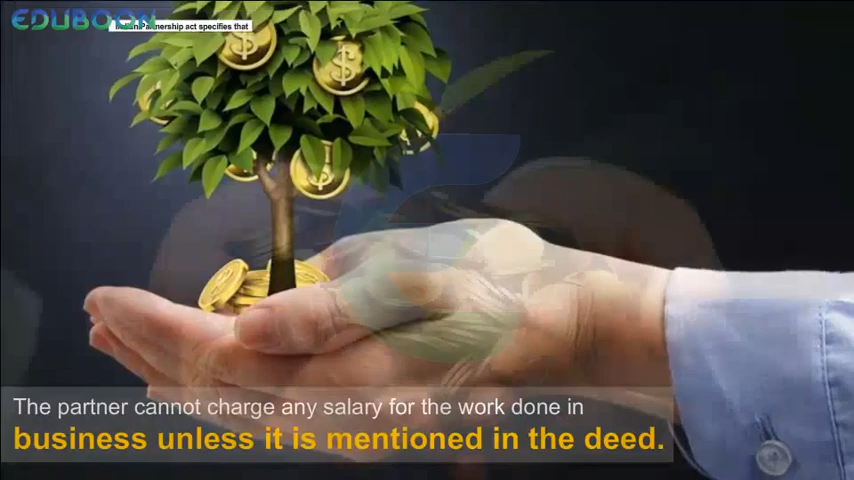 EDUBOON
Partnership act specifies that
The partner cannot charge any salary for the work done in
business unless it is mentioned in the deed.